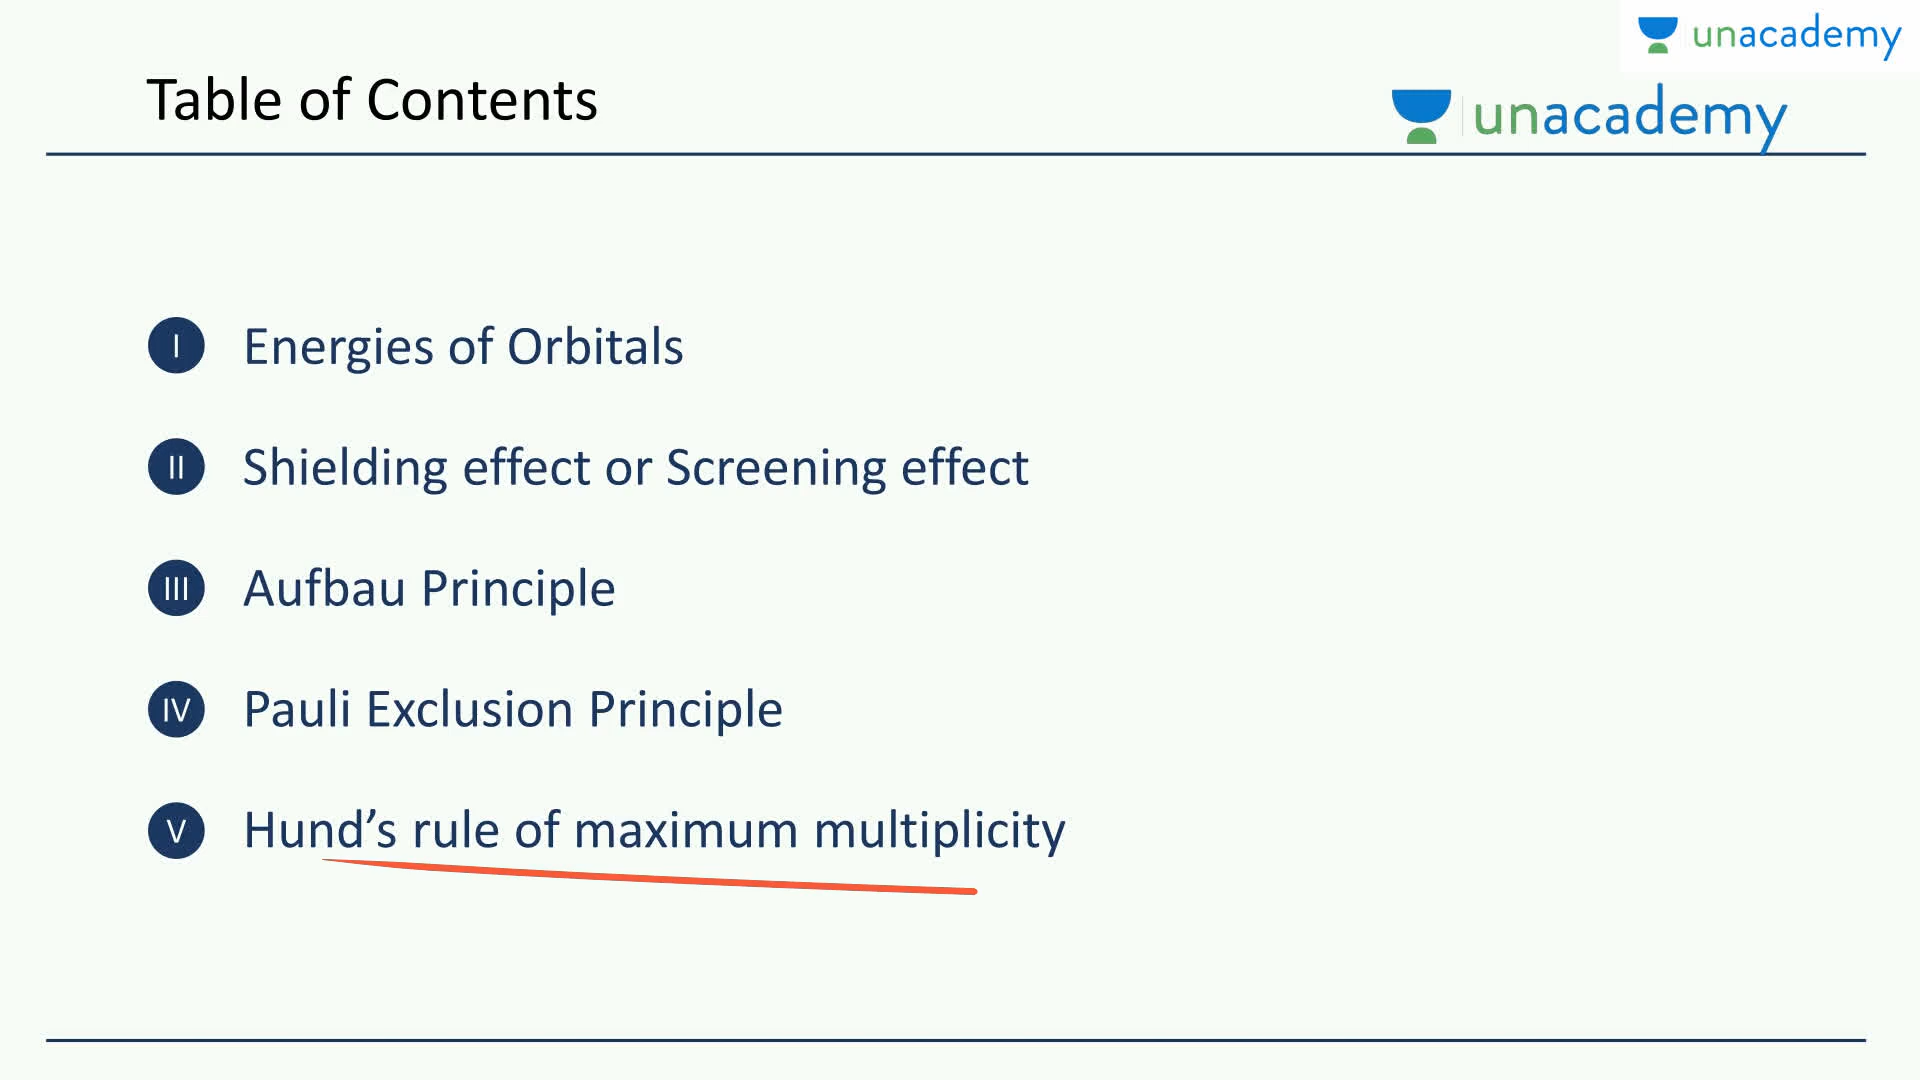 unacademy
Table of Contents
unacademy
I Energies of Orbitals
II Shielding effect or Screening effect
III Aufbau Principle
IV Pauli Exclusion Principle
V Hund’s rule of maximum multiplicity